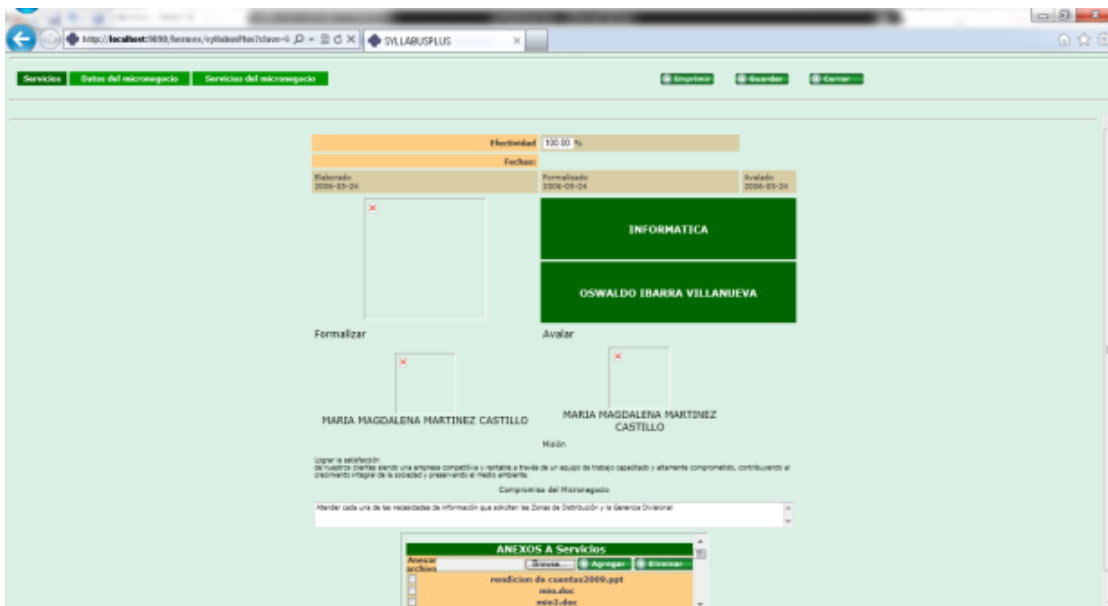 SYLLABUSPLUS
Servicios Datos del micronegocio Servicios del micronegocio Imprimir Guardar Cerrar
Efectividad 100.00 %
Fechas:
Elaborado Formalizado Avalado
2006-03-24 2006-03-24 2006-03-24
INFORMATICA
OSWALDO IBARRA VILLANUEVA
Formalizar Avalar
MARIA MAGDALENA MARTINEZ CASTILLO
MARIA MAGDALENA MARTINEZ
CASTILLO
Misión
Lograr la satisfacción
de nuestros clientes siendo una empresa competitiva y rentable a través de un equipo de trabajo capacitado y altamente comprometido, contribuyendo al
crecimiento integral de la sociedad y preservando el medio ambiente.
Compromiso del Micronegocio
Atender cada una de las necesidades de información que soliciten las Zonas de Distribución y la Gerencia Divisional
ANEXOS A Servicios
Anexar
archivo Browse... Agregar Eliminar
rendicion de cuentas2009.ppt
mio.doc
mio2.doc